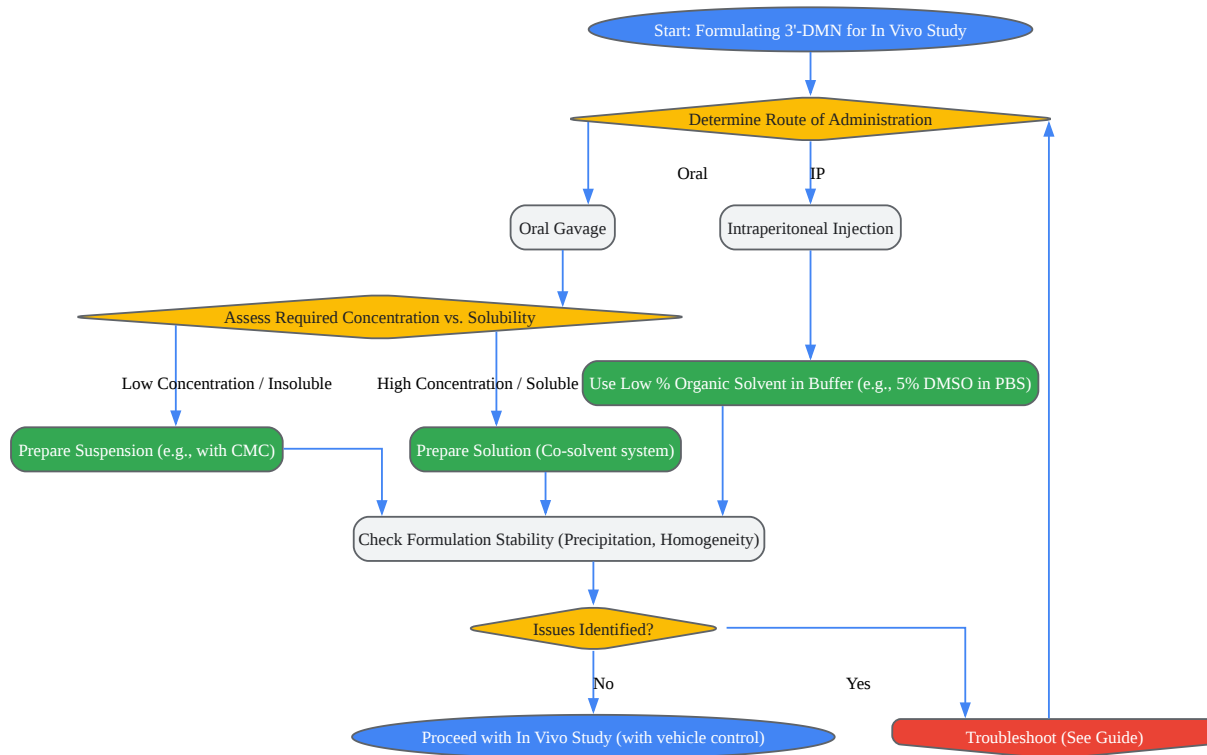 Start: Formulating 3'-DMN for In Vivo Study
Determine Route of Administration
Oral
IP
Oral Gavage
Intraperitoneal Injection
Assess Required Concentration vs. Solubility
Low Concentration / Insoluble
High Concentration / Soluble
Use Low % Organic Solvent in Buffer (e.g., 5% DMSO in PBS)
Prepare Suspension (e.g., with CMC)
Prepare Solution (Co-solvent system)
Check Formulation Stability (Precipitation, Homogeneity)
Issues Identified?
No
Yes
Proceed with In Vivo Study (with vehicle control)
Troubleshoot (See Guide)